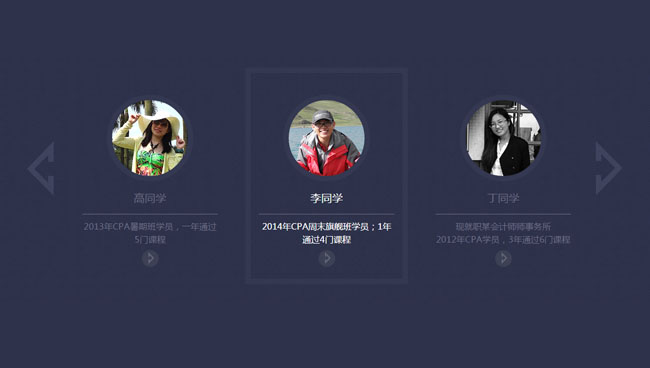 高同学
2013年CPA暑期班学员，一年通过
5门课程
李同学
2014年CPA周末旗舰班学员；1年
通过4门课程
丁同学
现就职某会计师师事务所
2012年CPA学员，3年通过6门课程